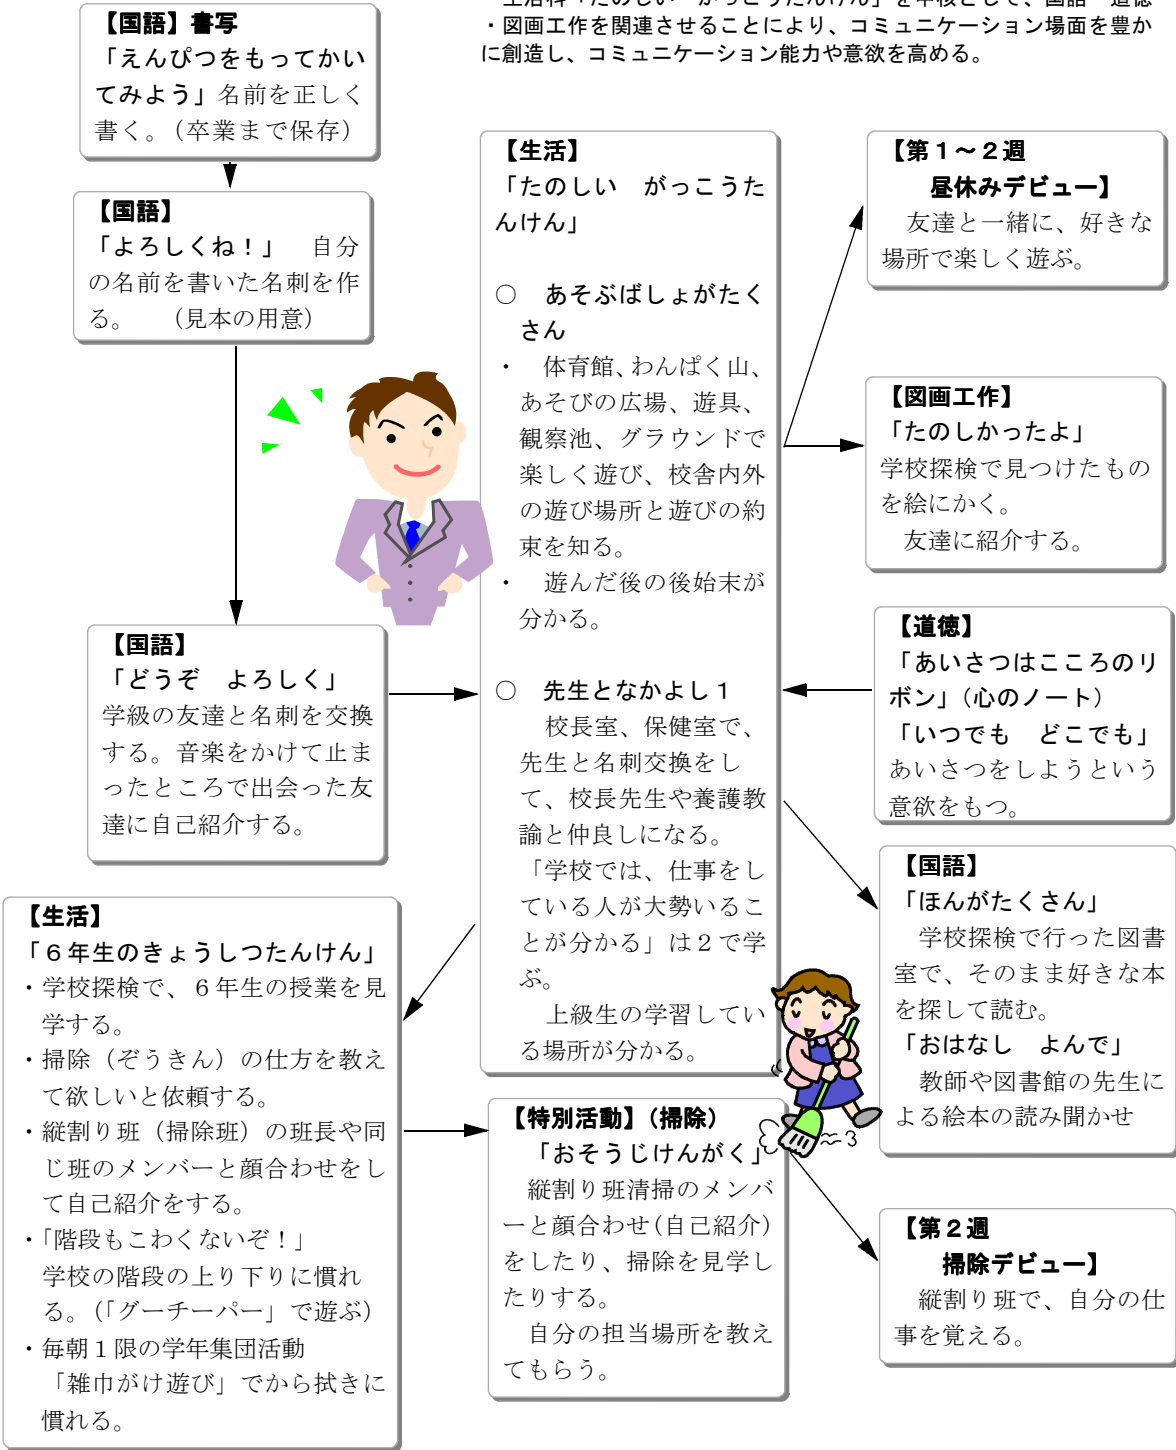 生活科「たのしい　がっこうたんけん」を中核として、国語・道徳
・図画工作を関連させることにより、コミュニケーション場面を豊か
に創造し、コミュニケーション能力や意欲を高める。
【国語】書写
「えんぴつをもってかい
てみよう」名前を正しく
書く。（卒業まで保存）
【国語】
「よろしくね！」　自分
の名前を書いた名刺を作
る。　　（見本の用意）
【国語】
「どうぞ　よろしく」
学級の友達と名刺を交換
する。音楽をかけて止ま
ったところで出会った友
達に自己紹介する。
【生活】
「たのしい　がっこうた
んけん」
○　あそぶばしょがたく
さん
・　体育館、わんぱく山、
あそびの広場、遊具、
観察池、グラウンドで
楽しく遊び、校舎内外
の遊び場所と遊びの約
束を知る。
・　遊んだ後の後始末が
分かる。
○　先生となかよし１
校長室、保健室で、
先生と名刺交換をし
て、校長先生や養護教
諭と仲良しになる。
「学校では、仕事をし
ている人が大勢いるこ
とが分かる」は２で学
ぶ。
上級生の学習してい
る場所が分かる。
【第１～２週
昼休みデビュー】
友達と一緒に、好きな
場所で楽しく遊ぶ。
【図画工作】
「たのしかったよ」
学校探検で見つけたもの
を絵にかく。
友達に紹介する。
【道徳】
「あいさつはこころのリ
ボン」（心のノート）
「いつでも　どこでも」
あいさつをしようという
意欲をもつ。
【国語】
「ほんがたくさん」
学校探検で行った図書
室で、そのまま好きな本
を探して読む。
「おはなし　よんで」
教師や図書館の先生に
よる絵本の読み聞かせ
【生活】
「６年生のきょうしつたんけん」
・学校探検で、６年生の授業を見
学する。
・掃除（ぞうきん）の仕方を教え
て欲しいと依頼する。
・縦割り班（掃除班）の班長や同
じ班のメンバーと顔合わせをし
て自己紹介をする。
・「階段もこわくないぞ！」
学校の階段の上り下りに慣れ
る。（「グーチーパー」で遊ぶ）
・毎朝１限の学年集団活動
「雑巾がけ遊び」でから拭きに
慣れる。
【特別活動】（掃除）
「おそうじけんがく」
縦割り班清掃のメンバ
ーと顔合わせ（自己紹介）
をしたり、掃除を見学し
たりする。
自分の担当場所を教え
てもらう。
【第２週
掃除デビュー】
縦割り班で、自分の仕
事を覚える。